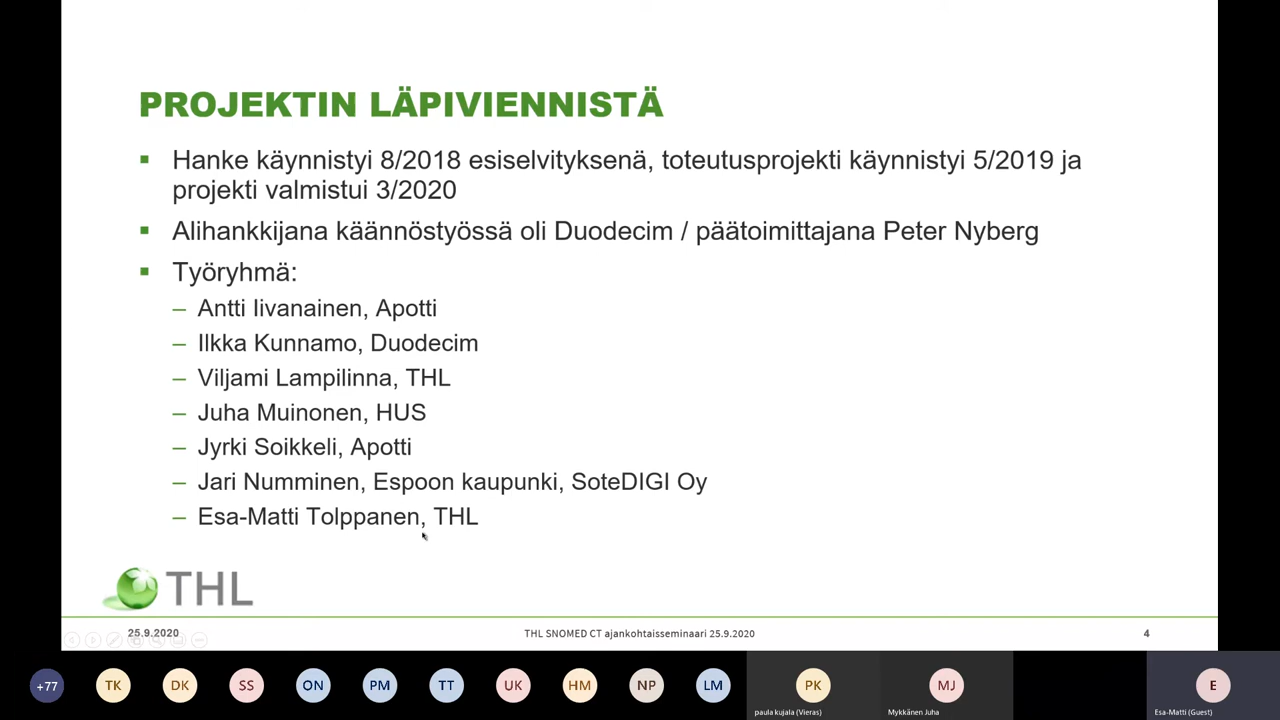 PROJEKTIN LÄPIVIENNISTÄ
▪ Hanke käynnistyi 8/2018 esiselvityksenä, toteutusprojekti käynnistyi 5/2019 ja
projekti valmistui 3/2020
▪ Alihankkijana käännöstyössä oli Duodecim / päätoimittajana Peter Nyberg
▪ Työryhmä:
– Antti Iivanainen, Apotti
– Ilkka Kunnamo, Duodecim
– Viljami Lampilinna, THL
– Juha Muinonen, HUS
– Jyrki Soikkeli, Apotti
– Jari Numminen, Espoon kaupunki, SoteDIGI Oy
– Esa-Matti Tolppanen, THL
THL
25.9.2020 THL SNOMED CT ajankohtaisseminaari 25.9.2020 4
+77 TK DK SS ON PM TT UK HM NP LM PK MJ E
paula kujala (Vieras) Mykkänen Juha Esa-Matti (Guest)